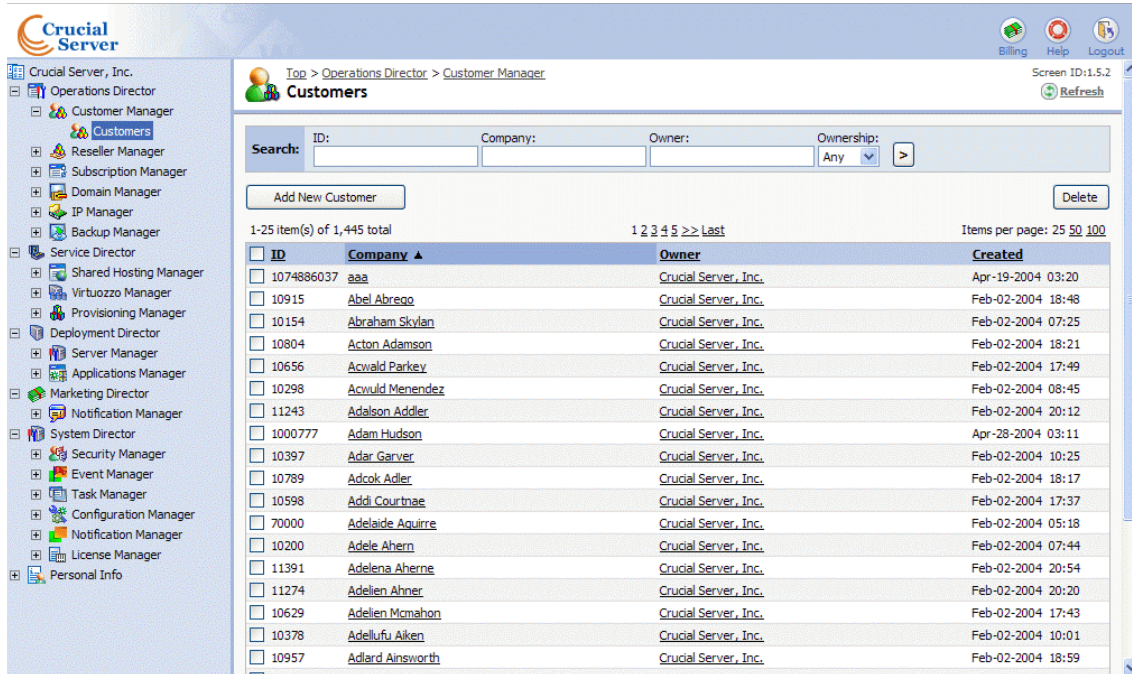 Crucial
Server
Billing Help Logout
Crucial Server, Inc.
Operations Director
Customer Manager
Customers
Reseller Manager
Subscription Manager
Domain Manager
IP Manager
Backup Manager
Service Director
Shared Hosting Manager
Virtuozzo Manager
Provisioning Manager
Deployment Director
Server Manager
Applications Manager
Marketing Director
Notification Manager
System Director
Security Manager
Event Manager
Task Manager
Configuration Manager
Notification Manager
License Manager
Personal Info
Top > Operations Director > Customer Manager
Screen ID:1.5.2
Customers
Refresh
ID: Company: Owner: Ownership:
Search: Any >
Add New Customer Delete
1-25 item(s) of 1,445 total 1 2 3 4 5 >> Last Items per page: 25 50 100
ID Company ▲ Owner Created
1074886037 aaa Crucial Server, Inc. Apr-19-2004 03:20
10915 Abel Abrego Crucial Server, Inc. Feb-02-2004 18:48
10154 Abraham Skylan Crucial Server, Inc. Feb-02-2004 07:25
10804 Acton Adamson Crucial Server, Inc. Feb-02-2004 18:21
10656 Acwald Parkey Crucial Server, Inc. Feb-02-2004 17:49
10298 Acwuld Menendez Crucial Server, Inc. Feb-02-2004 08:45
11243 Adalson Addler Crucial Server, Inc. Feb-02-2004 20:12
1000777 Adam Hudson Crucial Server, Inc. Apr-28-2004 03:11
10397 Adar Garver Crucial Server, Inc. Feb-02-2004 10:25
10789 Adcok Adler Crucial Server, Inc. Feb-02-2004 18:17
10598 Addi Courtnae Crucial Server, Inc. Feb-02-2004 17:37
70000 Adelaide Aquirre Crucial Server, Inc. Feb-02-2004 05:18
10200 Adele Ahern Crucial Server, Inc. Feb-02-2004 07:44
11391 Adelena Aherne Crucial Server, Inc. Feb-02-2004 20:54
11274 Adelien Ahner Crucial Server, Inc. Feb-02-2004 20:20
10629 Adelien Mcmahon Crucial Server, Inc. Feb-02-2004 17:43
10378 Adellufu Aiken Crucial Server, Inc. Feb-02-2004 10:01
10957 Adlard Ainsworth Crucial Server, Inc. Feb-02-2004 18:59